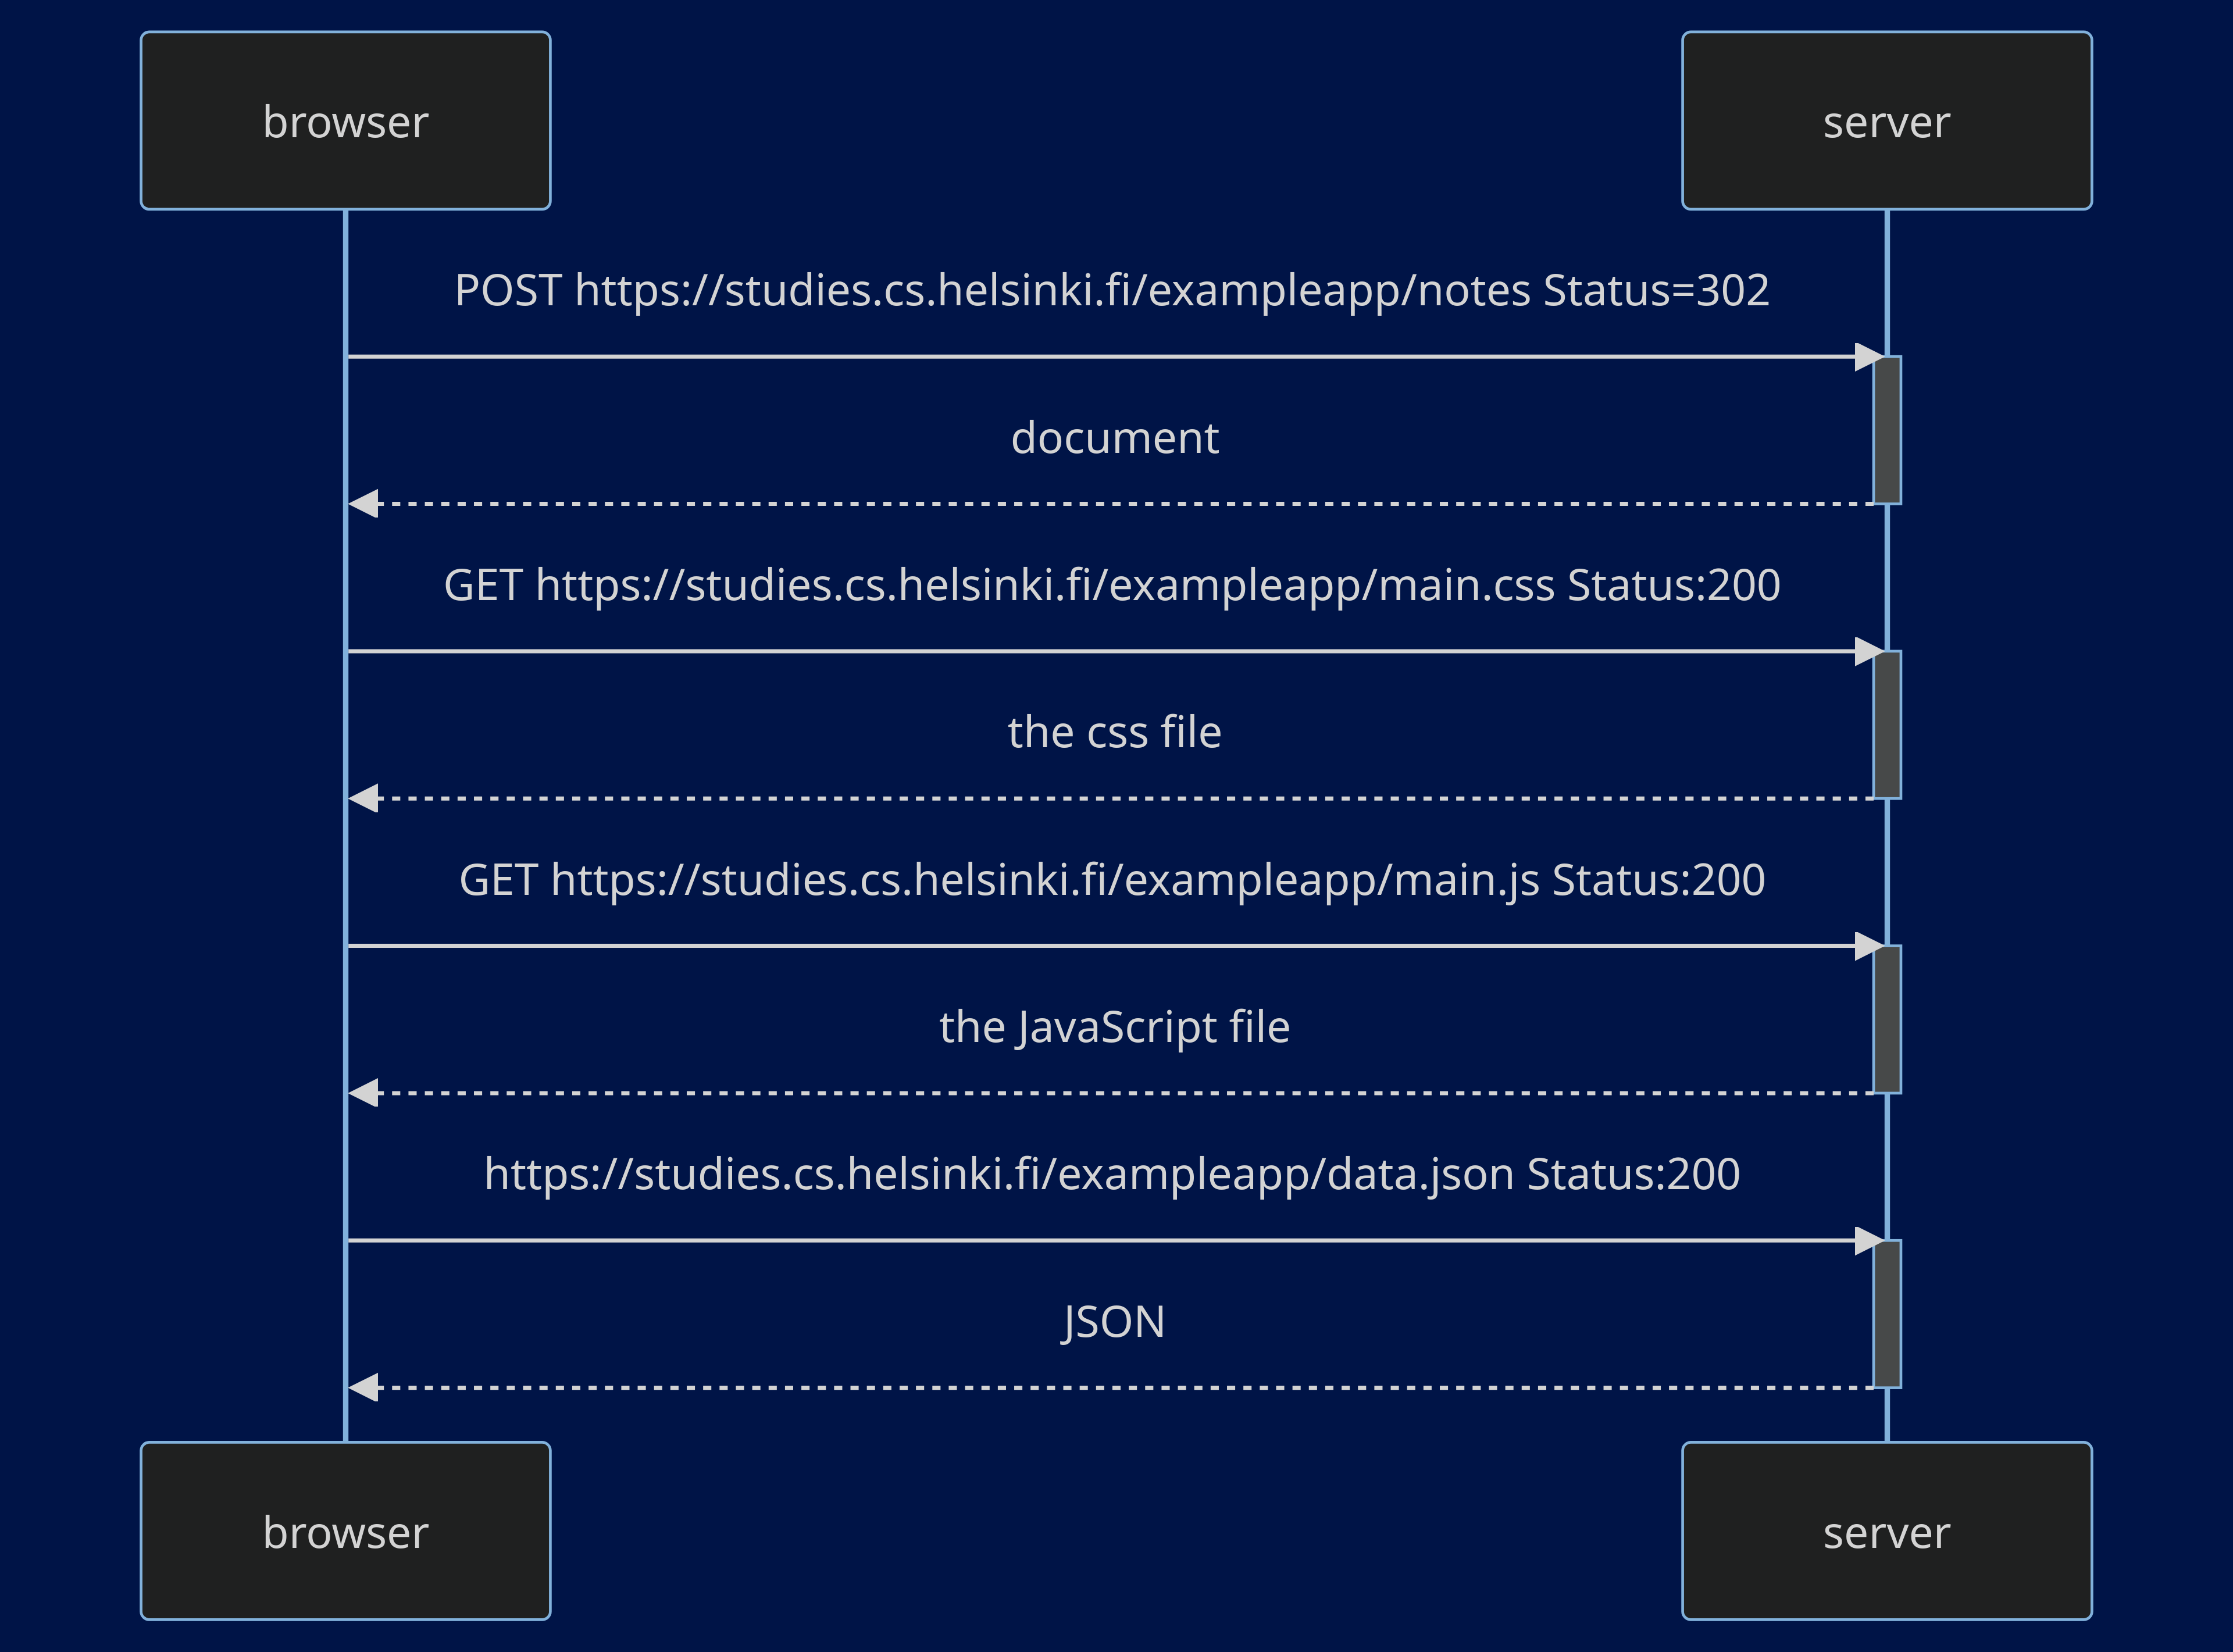 browser
server
POST https://studies.cs.helsinki.fi/exampleapp/notes Status=302
document
GET https://studies.cs.helsinki.fi/exampleapp/main.css Status:200
the css file
GET https://studies.cs.helsinki.fi/exampleapp/main.js Status:200
the JavaScript file
https://studies.cs.helsinki.fi/exampleapp/data.json Status:200
JSON
browser
server